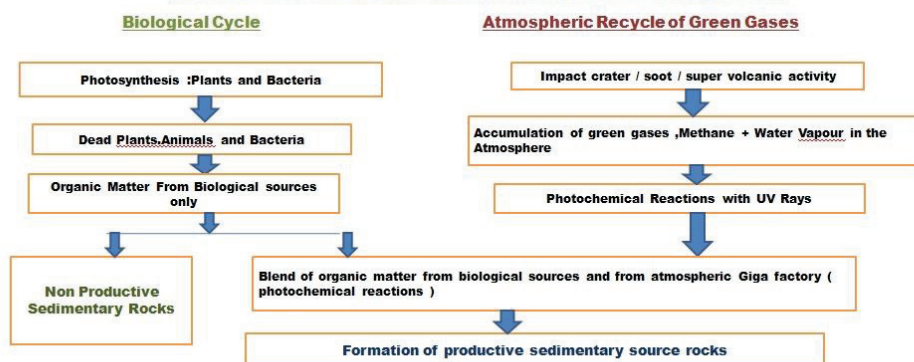 Biological Cycle
Atmospheric Recycle of Green Gases
Photosynthesis :Plants and Bacteria
Impact crater / soot / super volcanic activity
Dead Plants.Animals and Bacteria
Accumulation of green gases ,Methane + Water Vapour in the
Atmosphere
Organic Matter From Biological sources
only
Photochemical Reactions with UV Rays
Non Productive
Sedimentary Rocks
Blend of organic matter from biological sources and from atmospheric Giga factory (
photochemical reactions )
Formation of productive sedimentary source rocks